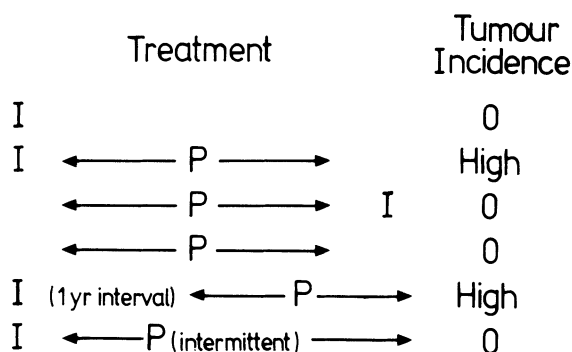 Treatment Tumour Incidence
I 0
I P High
P I 0
P 0
I (1yr interval) P High
I P (intermittent) 0